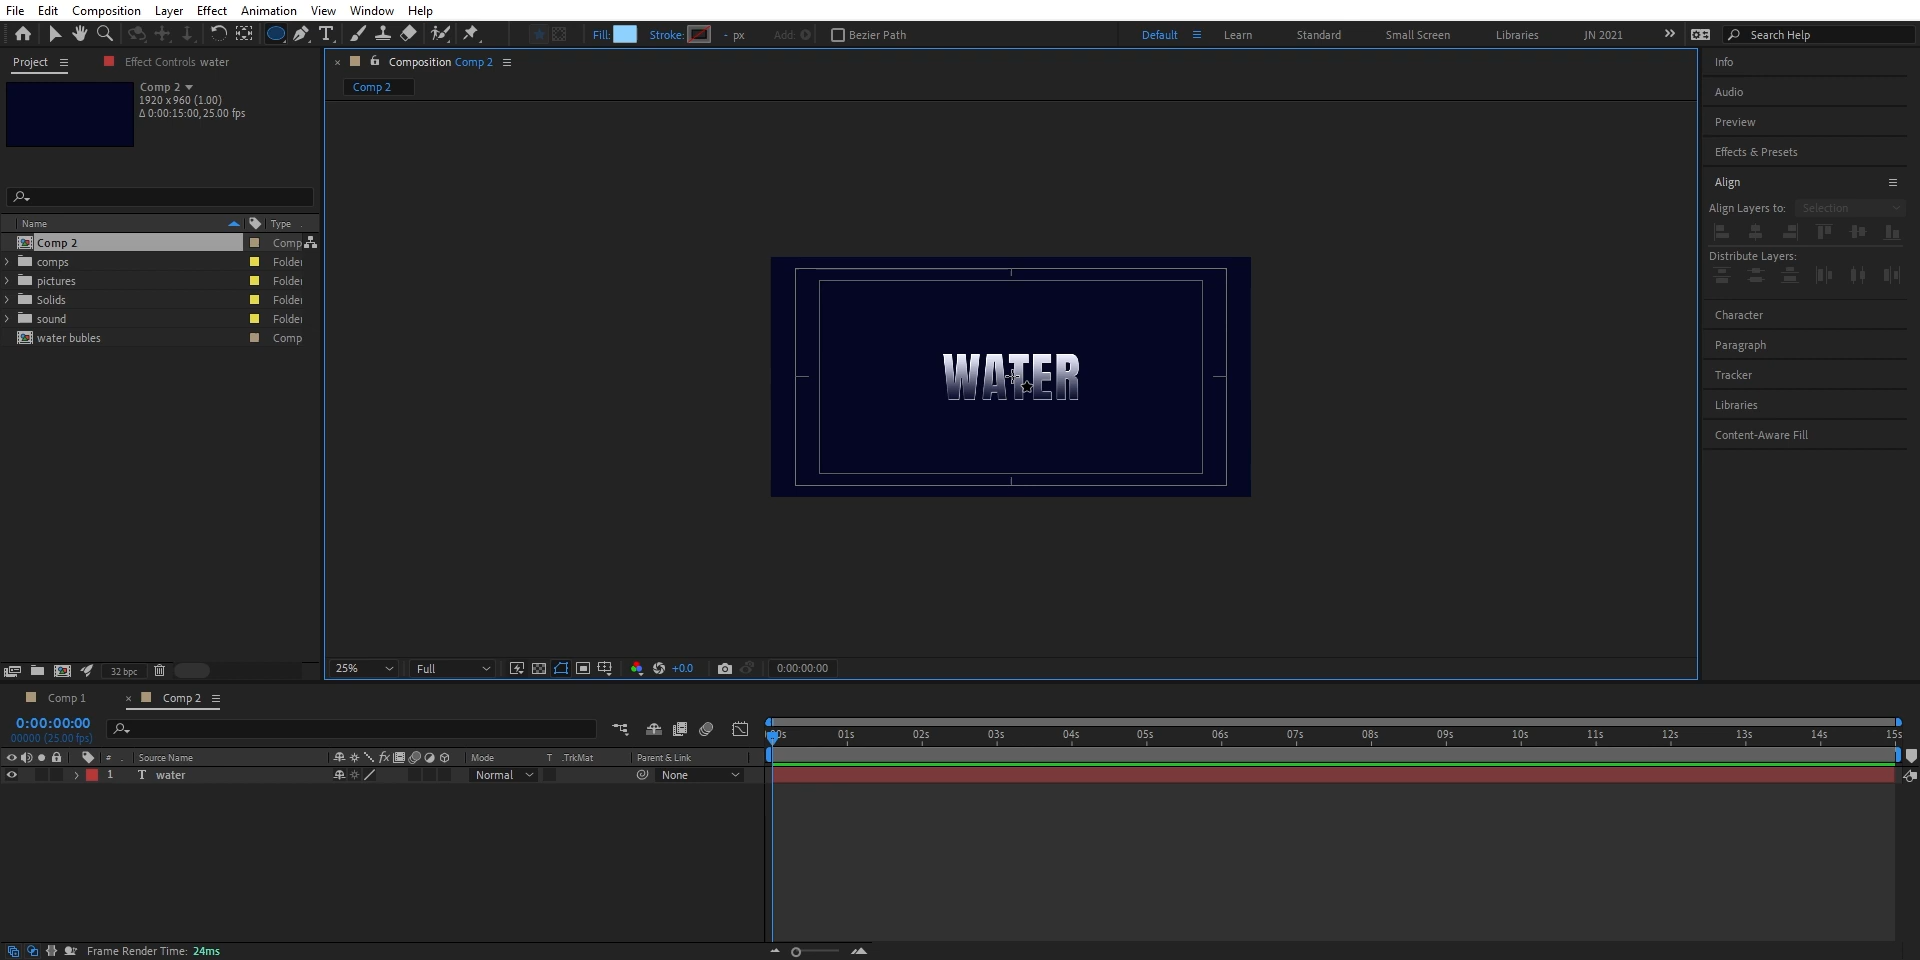 File Edit Composition Layer Effect Animation View Window Help
Fill: Stroke: - px Add: Bezier Path Default Learn Standard Small Screen Libraries JN 2021 Search Help
Project Effect Controls water
Comp 2
1920 x 960 (1.00)
Δ 0:00:15:00, 25.00 fps
Name Type
Comp 2 Comp
comps Folder
pictures Folder
Solids Folder
sound Folder
water bubles Comp
32 bpc
Composition Comp 2
Comp 2
WATER
25% Full +0.0 0:00:00:00
Info
Audio
Preview
Effects & Presets
Align
Align Layers to: Selection
Distribute Layers:
Character
Paragraph
Tracker
Libraries
Content-Aware Fill
Comp 1 Comp 2
0:00:00:00
00000 (25.00 fps)
# Source Name Mode T .TrkMat Parent & Link
1 T water Normal None
:00s 01s 02s 03s 04s 05s 06s 07s 08s 09s 10s 11s 12s 13s 14s 15s
Frame Render Time: 24ms